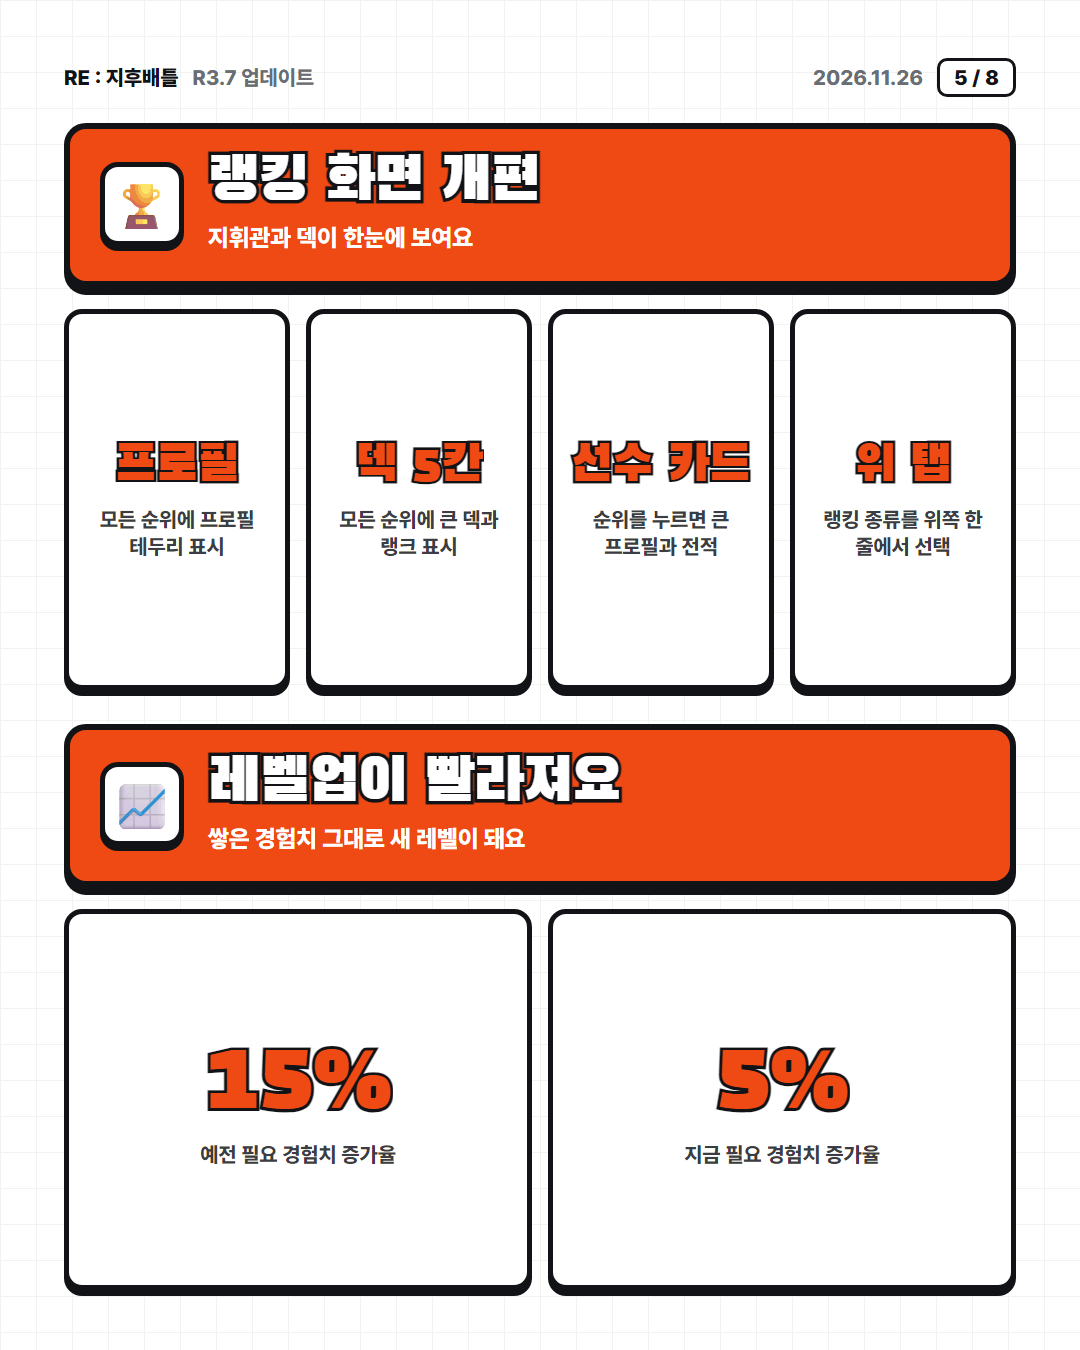 RE : 지후배틀 R3.7 업데이트
2026.11.26 5 / 8
랭킹 화면 개편
지휘관과 덱이 한눈에 보여요
프로필
모든 순위에 프로필
테두리 표시
덱 5칸
모든 순위에 큰 덱과
랭크 표시
선수 카드
순위를 누르면 큰
프로필과 전적
위 탭
랭킹 종류를 위쪽 한
줄에서 선택
레벨업이 빨라져요
쌓은 경험치 그대로 새 레벨이 돼요
15%
예전 필요 경험치 증가율
5%
지금 필요 경험치 증가율